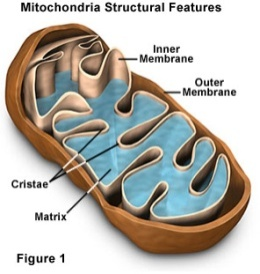 Mitochondria Structural Features
Inner
Membrane
Outer
Membrane
Cristae
Matrix
Figure 1